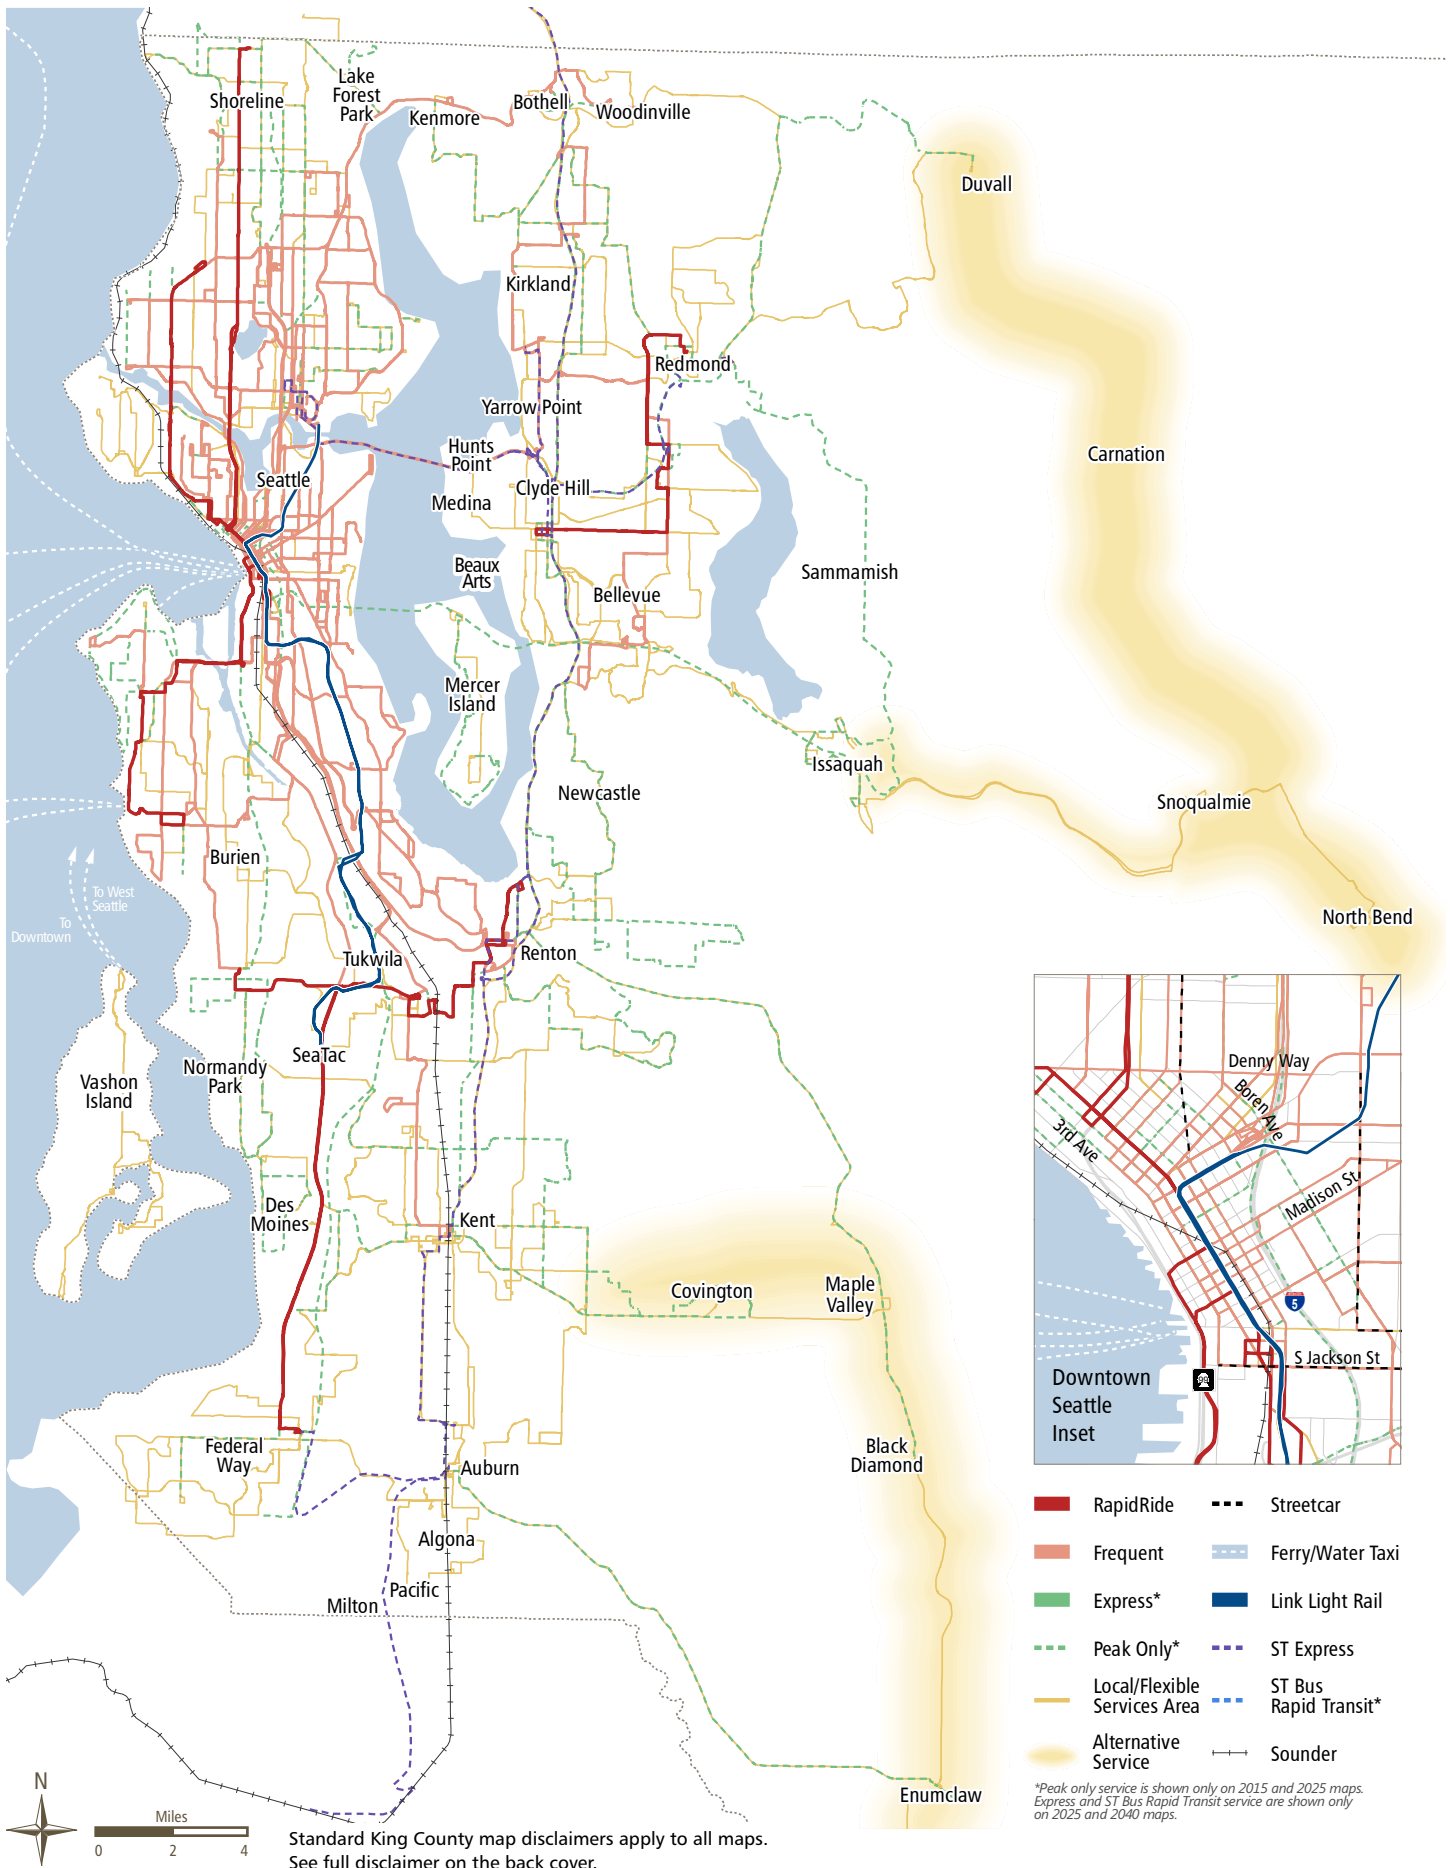 Shoreline
Lake
Forest
Park
Kenmore
Bothell
Woodinville
Duvall
Kirkland
Redmond
Yarrow Point
Hunts
Point
Carnation
Seattle
Clyde Hill
Medina
Beaux
Arts
Sammamish
Bellevue
Mercer
Island
Issaquah
Newcastle
Snoqualmie
Burien
To West
Seattle
To
Downtown
North Bend
Tukwila
Renton
SeaTac
Normandy
Park
Vashon
Island
Des
Moines
Kent
Covington
Maple
Valley
Federal
Way
Auburn
Black
Diamond
Algona
Pacific
Milton
Enumclaw
Denny Way
Boren Ave
3rd Ave
Madison St
5
S Jackson St
99
Downtown
Seattle
Inset
RapidRide
Frequent
Express*
Peak Only*
Local/Flexible
Services Area
Alternative
Service
Streetcar
Ferry/Water Taxi
Link Light Rail
ST Express
ST Bus
Rapid Transit*
Sounder
*Peak only service is shown only on 2015 and 2025 maps.
Express and ST Bus Rapid Transit service are shown only
on 2025 and 2040 maps.
N
Miles
0 2 4
Standard King County map disclaimers apply to all maps.
See full disclaimer on the back cover.